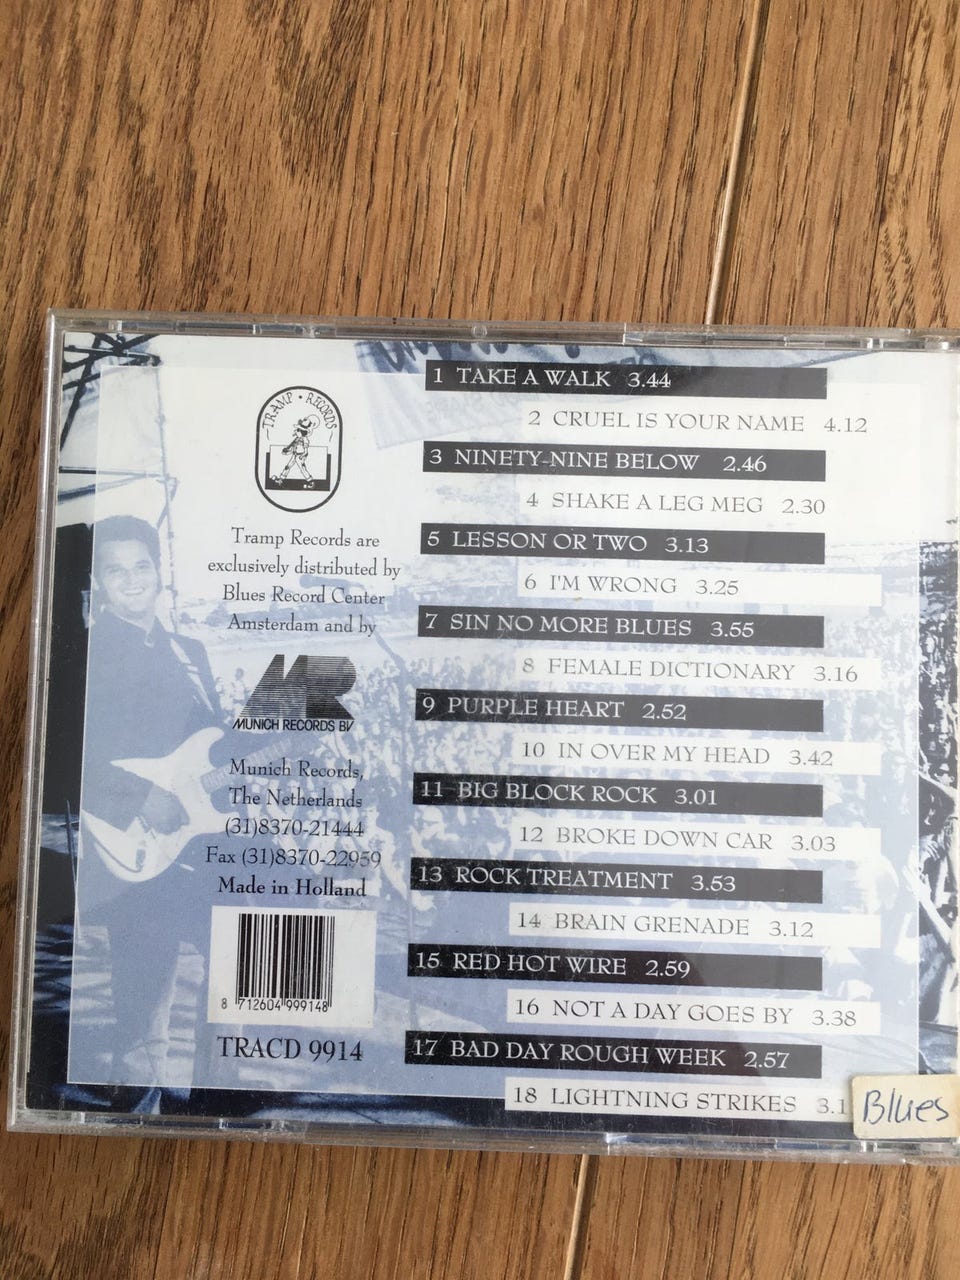 TRAMP • RECORDS
Tramp Records are
exclusively distributed by
Blues Record Center
Amsterdam and by
MR
MUNICH RECORDS BV
Munich Records,
The Netherlands
(31)8370-21444
Fax (31)8370-22959
Made in Holland
8 712604 999148
TRACD 9914
1 TAKE A WALK 3.44
2 CRUEL IS YOUR NAME 4.12
3 NINETY-NINE BELOW 2.46
4 SHAKE A LEG MEG 2.30
5 LESSON OR TWO 3.13
6 I'M WRONG 3.25
7 SIN NO MORE BLUES 3.55
8 FEMALE DICTIONARY 3.16
9 PURPLE HEART 2.52
10 IN OVER MY HEAD 3.42
11 BIG BLOCK ROCK 3.01
12 BROKE DOWN CAR 3.03
13 ROCK TREATMENT 3.53
14 BRAIN GRENADE 3.12
15 RED HOT WIRE 2.59
16 NOT A DAY GOES BY 3.38
17 BAD DAY ROUGH WEEK 2.57
18 LIGHTNING STRIKES 3.1
Blues